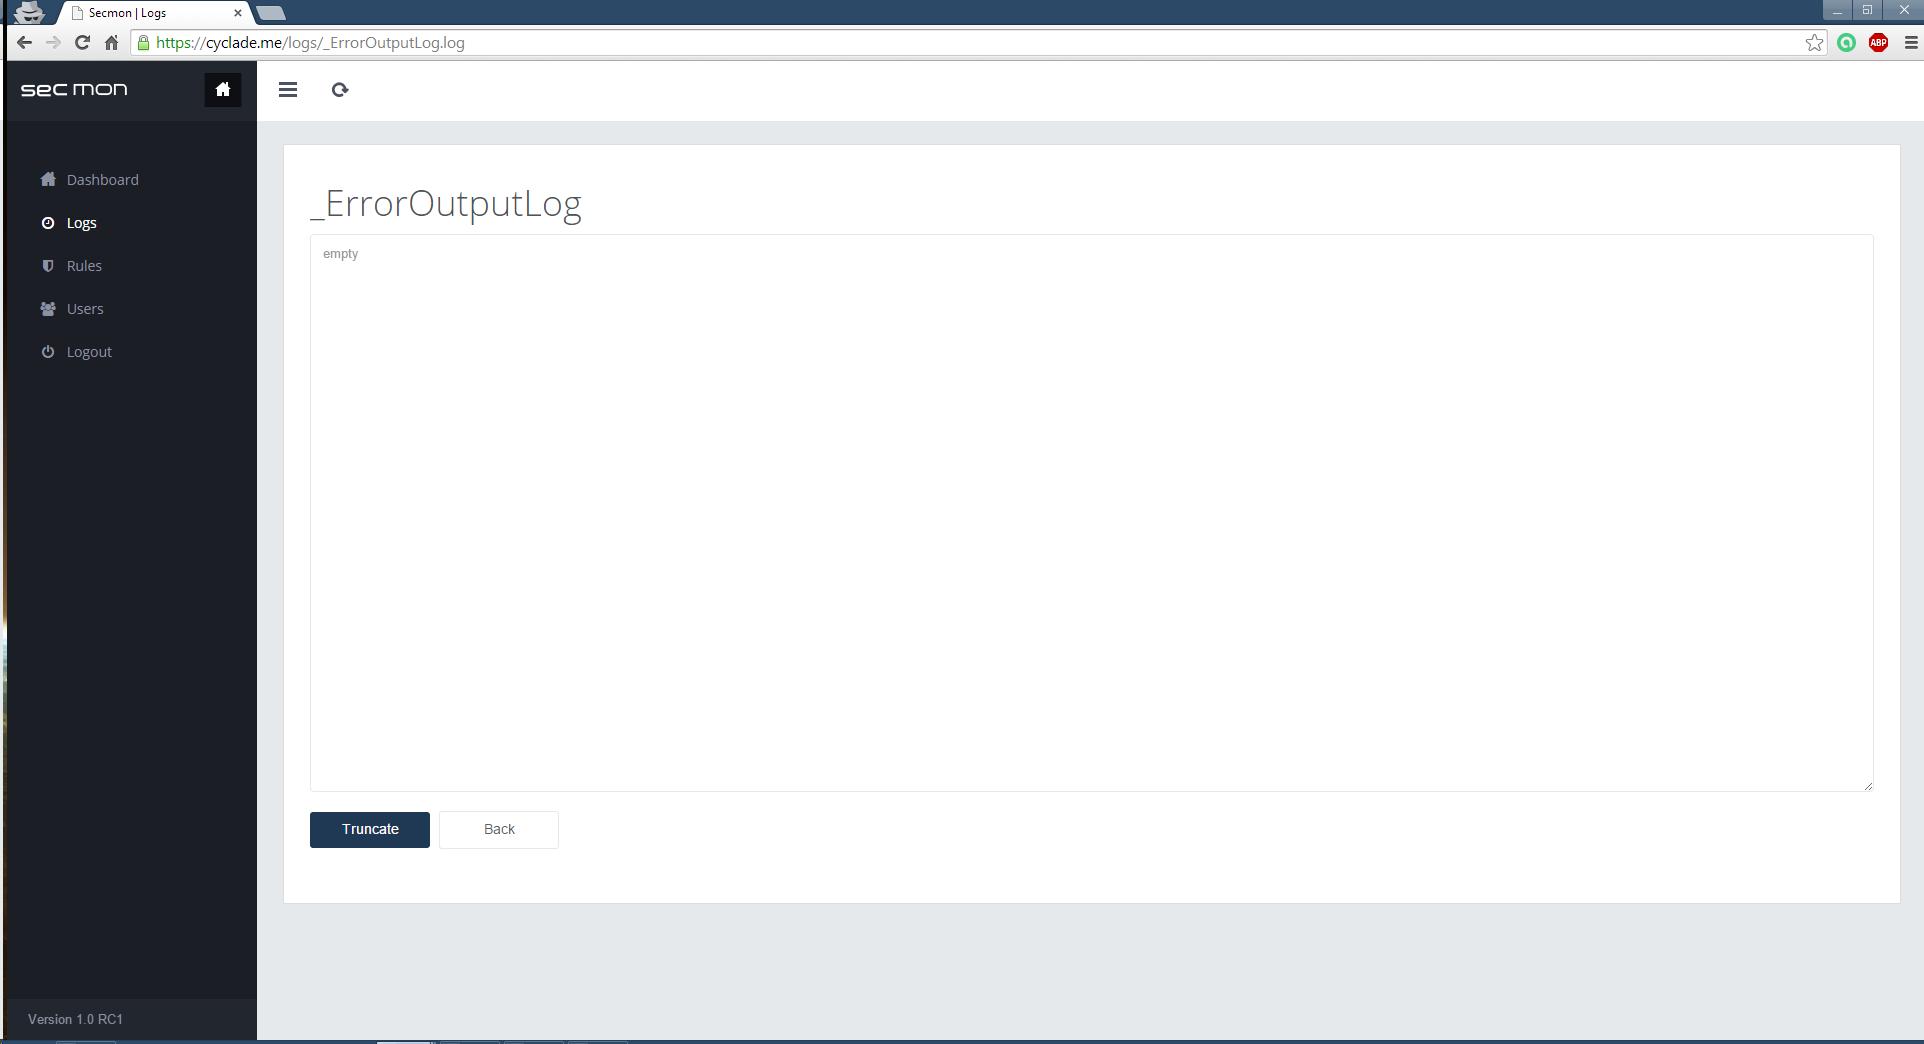 Secmon | Logs
https://cyclade.me/logs/_ErrorOutputLog.log
ABP
sec mon
Dashboard
Logs
Rules
Users
Logout
_ErrorOutputLog
empty
Truncate
Back
Version 1.0 RC1